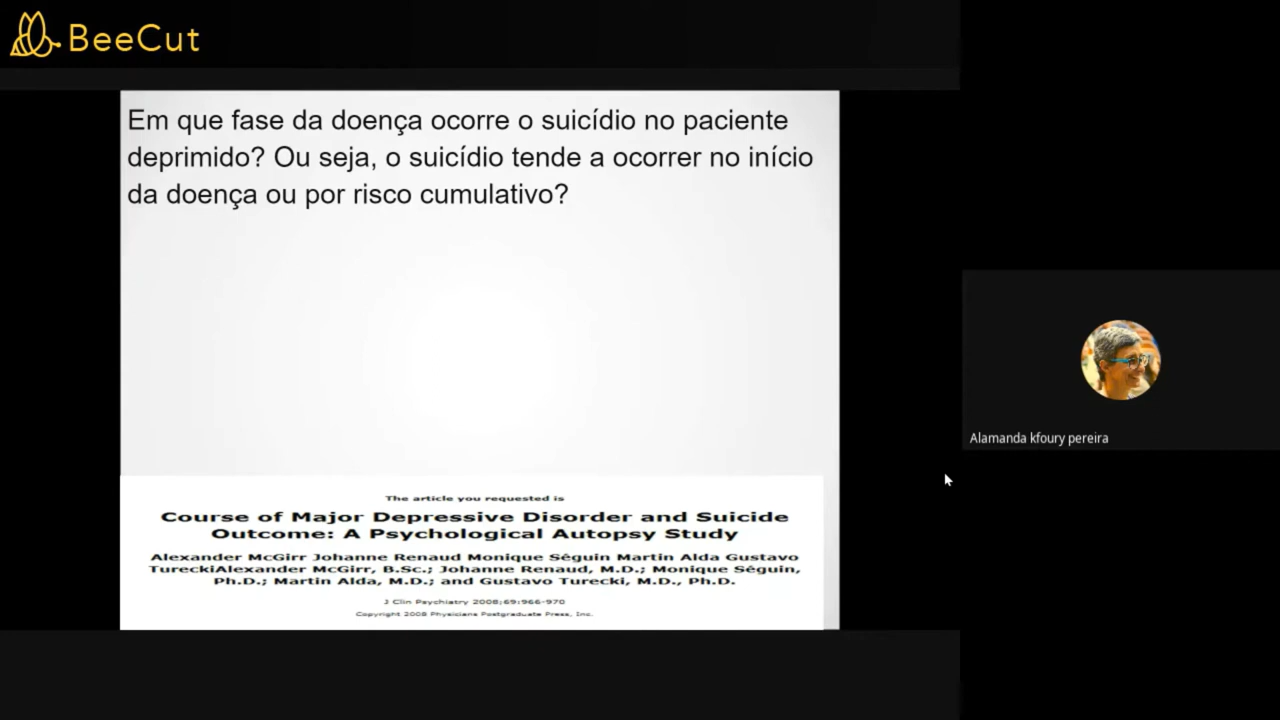 BeeCut
Em que fase da doença ocorre o suicídio no paciente
deprimido? Ou seja, o suicídio tende a ocorrer no início
da doença ou por risco cumulativo?
The article you requested is
Course of Major Depressive Disorder and Suicide
Outcome: A Psychological Autopsy Study
Alexander McGirr Johanne Renaud Monique Séguin Martin Alda Gustavo
TureckiAlexander McGirr, B.Sc.; Johanne Renaud, M.D.; Monique Séguin,
Ph.D.; Martin Alda, M.D.; and Gustavo Turecki, M.D., Ph.D.
J Clin Psychiatry 2008;69:966-970
Copyright 2008 Physicians Postgraduate Press, Inc.
Alamanda kfoury pereira